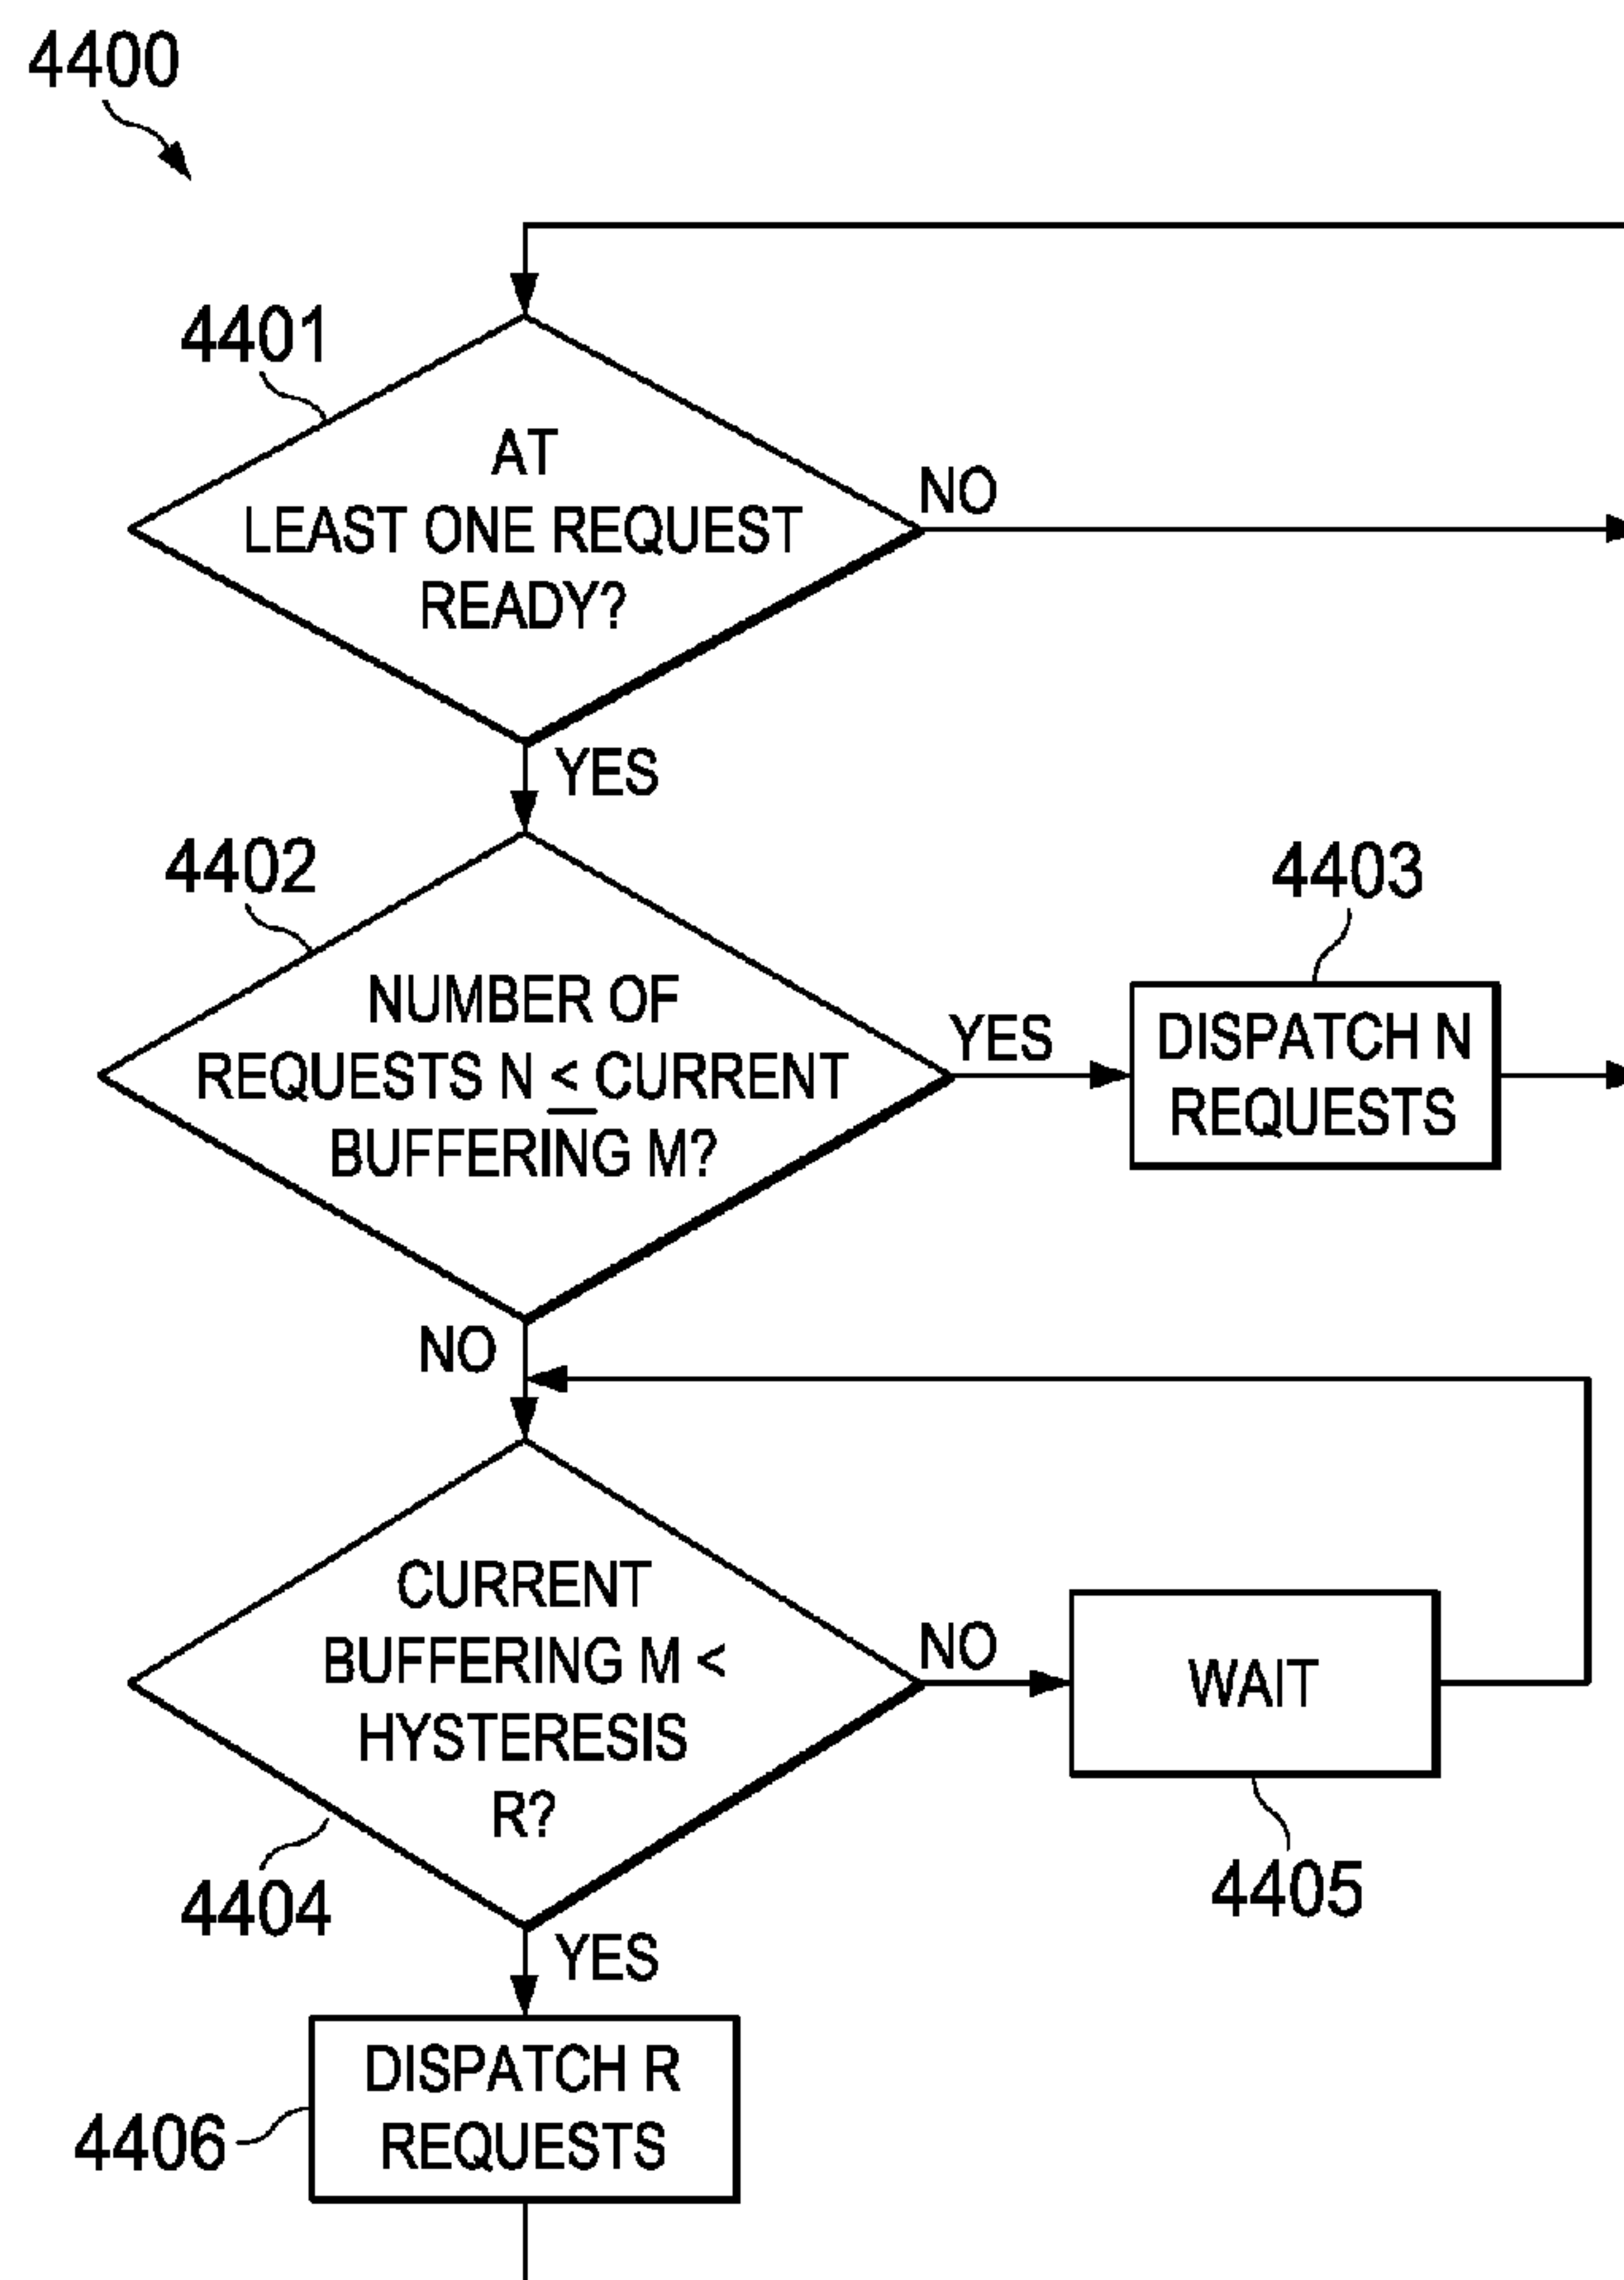 4400
4401
AT
LEAST ONE REQUEST
READY?
NO
YES
4402
NUMBER OF
REQUESTS N ≤ CURRENT
BUFFERING M?
YES
4403
DISPATCH N
REQUESTS
NO
CURRENT
BUFFERING M <
HYSTERESIS
R?
NO
WAIT
4404
4405
YES
DISPATCH R
REQUESTS
4406